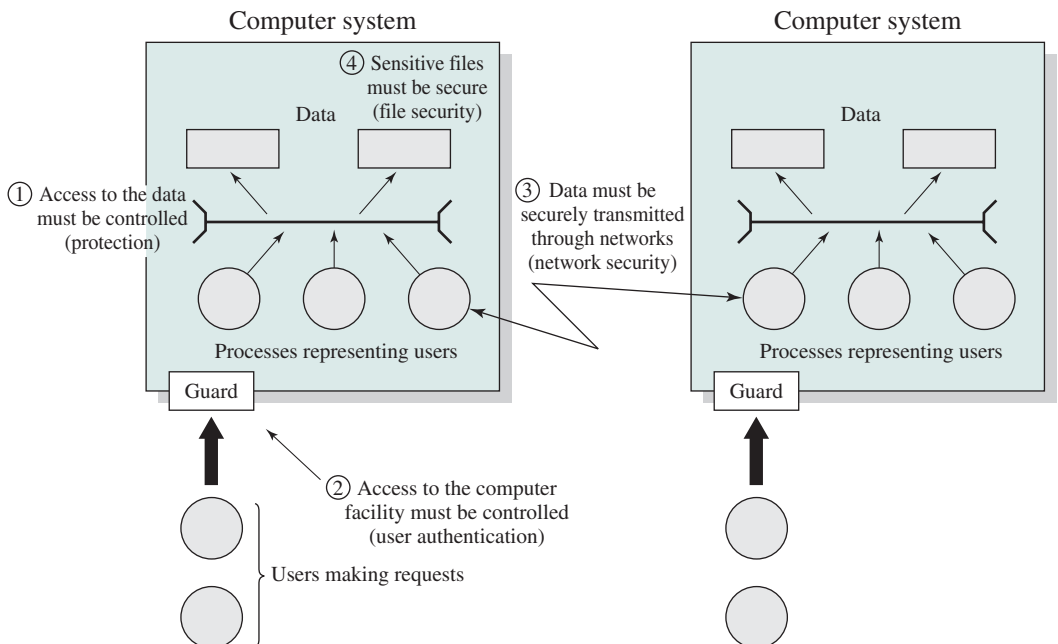 Computer system
④ Sensitive files
must be secure
(file security)
Data
① Access to the data
must be controlled
(protection)
Processes representing users
Guard
② Access to the computer
facility must be controlled
(user authentication)
Users making requests
③ Data must be
securely transmitted
through networks
(network security)
Computer system
Data
Processes representing users
Guard